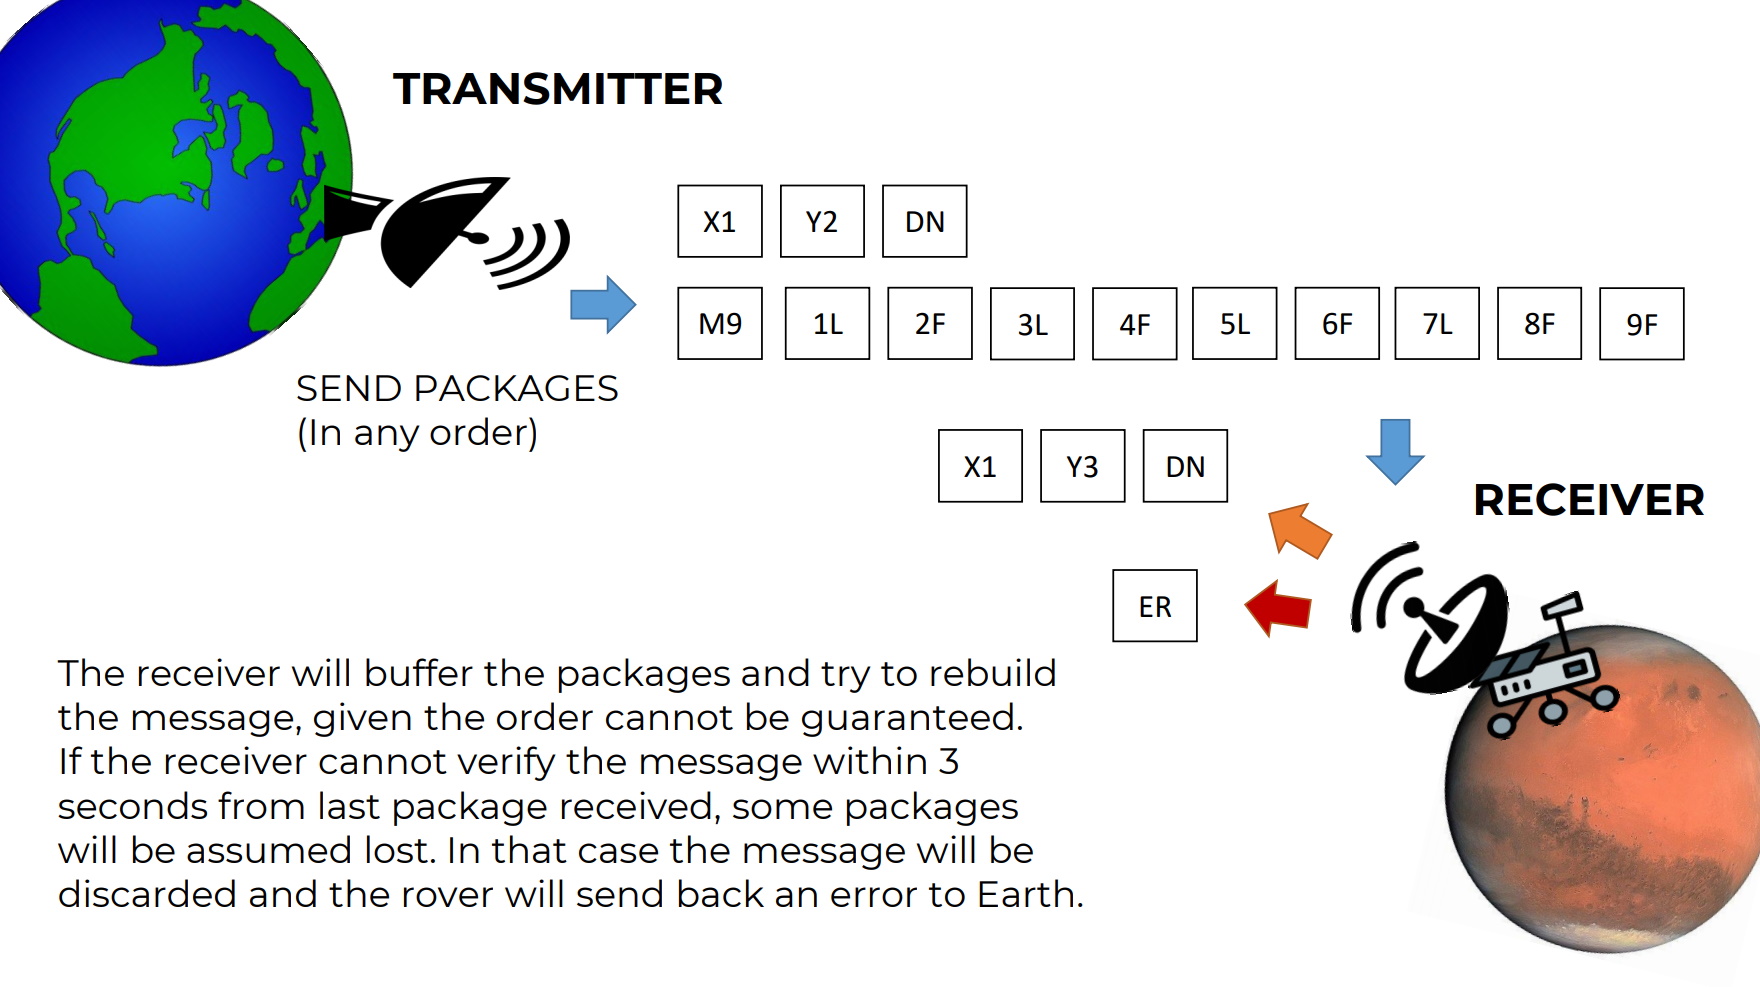 TRANSMITTER
X1 Y2 DN
M9 1L 2F 3L 4F 5L 6F 7L 8F 9F
SEND PACKAGES
(In any order)
X1 Y3 DN
RECEIVER
ER
The receiver will buffer the packages and try to rebuild
the message, given the order cannot be guaranteed.
If the receiver cannot verify the message within 3
seconds from last package received, some packages
will be assumed lost. In that case the message will be
discarded and the rover will send back an error to Earth.